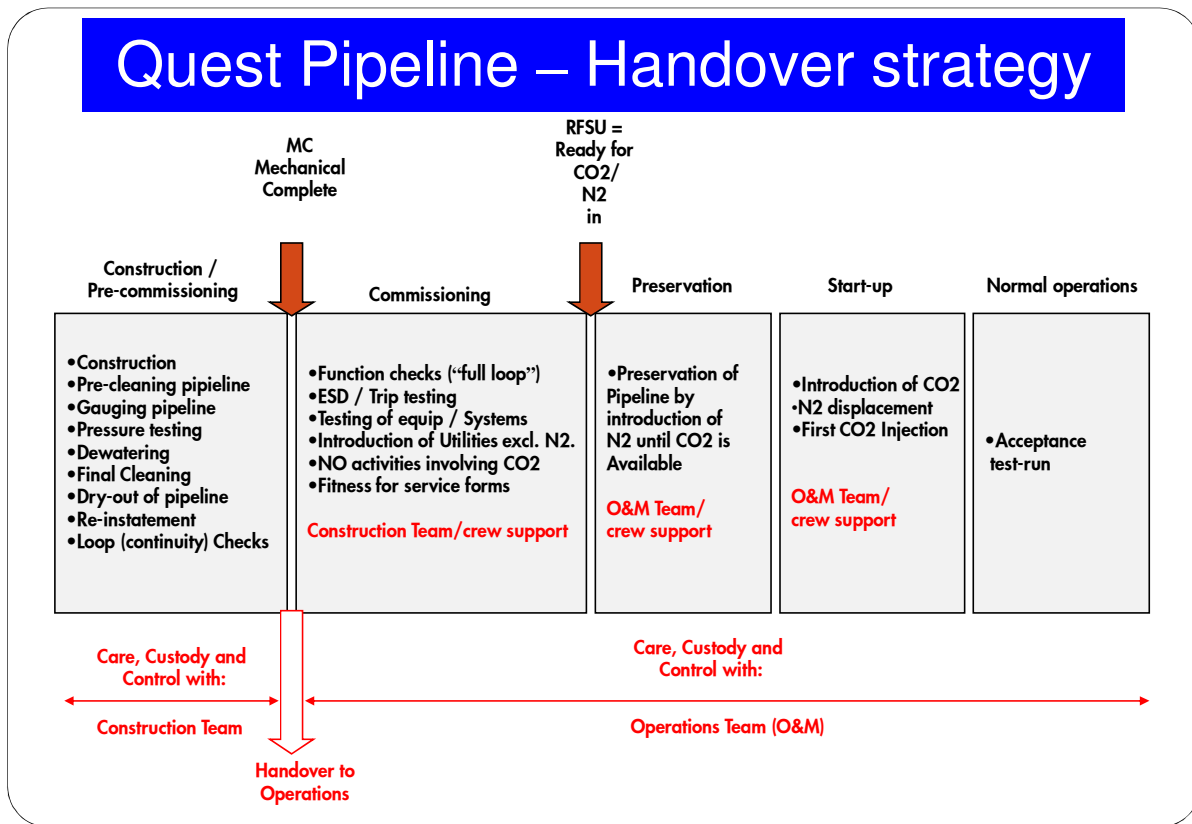 Quest Pipeline – Handover strategy
MC
Mechanical
Complete
RFSU =
Ready for
CO2/
N2
in
Construction /
Pre-commissioning
Commissioning
Preservation
Start-up
Normal operations
•Construction
•Pre-cleaning pipieline
•Gauging pipeline
•Pressure testing
•Dewatering
•Final Cleaning
•Dry-out of pipeline
•Re-instatement
•Loop (continuity) Checks
•Function checks (“full loop”)
•ESD / Trip testing
•Testing of equip / Systems
•Introduction of Utilities excl. N2.
•NO activities involving CO2
•Fitness for service forms
Construction Team/crew support
•Preservation of
Pipeline by
introduction of
N2 until CO2 is
Available
O&M Team/
crew support
•Introduction of CO2
•N2 displacement
•First CO2 Injection
O&M Team/
crew support
•Acceptance
test-run
Care, Custody and
Control with:
Construction Team
Care, Custody and
Control with:
Operations Team (O&M)
Handover to
Operations